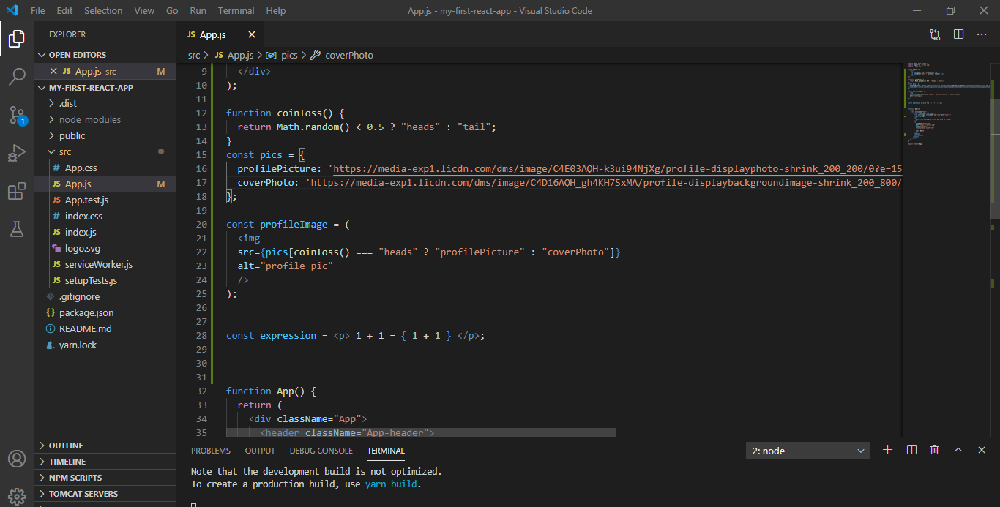 File Edit Selection View Go Run Terminal Help
App.js - my-first-react-app - Visual Studio Code
EXPLORER
OPEN EDITORS
JS App.js src M
MY-FIRST-REACT-APP
.dist
node_modules
public
src
# App.css
JS App.js M
JS App.test.js
# index.css
JS index.js
logo.svg
JS serviceWorker.js
JS setupTests.js
.gitignore
{} package.json
README.md
yarn.lock
OUTLINE
TIMELINE
NPM SCRIPTS
TOMCAT SERVERS
1
JS App.js
src > JS App.js > pics > coverPhoto
9 </div>
10 );
11
12 function coinToss() {
13 return Math.random() < 0.5 ? "heads" : "tail";
14 }
15 const pics = {
16 profilePicture: 'https://media-exp1.licdn.com/dms/image/C4E03AQH-k3ui94NjXg/profile-displayphoto-shrink_200_200/0?e=15
17 coverPhoto: 'https://media-exp1.licdn.com/dms/image/C4D16AQH_gh4KH7SxMA/profile-displaybackgroundimage-shrink_200_800/
18 };
19
20 const profileImage = (
21 <img
22 src={pics[coinToss() === "heads" ? "profilePicture" : "coverPhoto"]}
23 alt="profile pic"
24 />
25 );
26
27
28 const expression = <p> 1 + 1 = { 1 + 1 } </p>;
29
30
31
32 function App() {
33 return (
34 <div className="App">
35 <header className="App-header">
PROBLEMS OUTPUT DEBUG CONSOLE TERMINAL
2: node
Note that the development build is not optimized.
To create a production build, use yarn build.